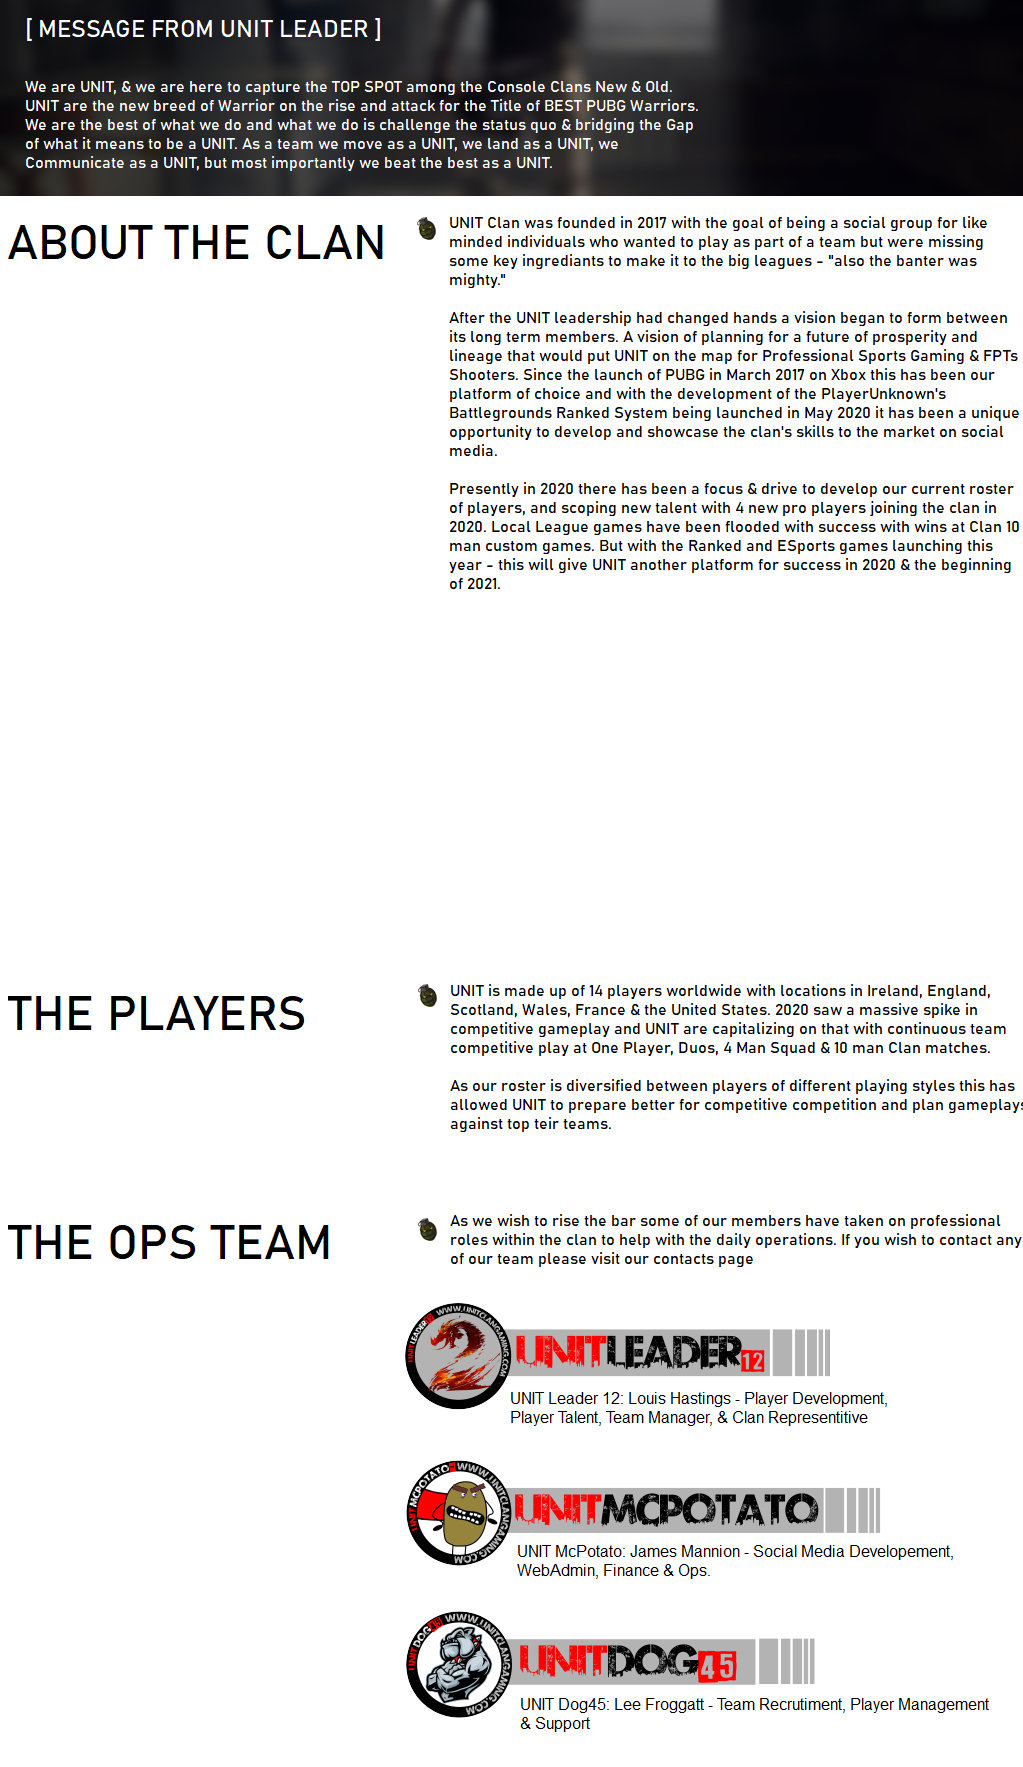 [ MESSAGE FROM UNIT LEADER ]
We are UNIT, & we are here to capture the TOP SPOT among the Console Clans New & Old.
UNIT are the new breed of Warrior on the rise and attack for the Title of BEST PUBG Warriors.
We are the best of what we do and what we do is challenge the status quo & bridging the Gap
of what it means to be a UNIT. As a team we move as a UNIT, we land as a UNIT, we
Communicate as a UNIT, but most importantly we beat the best as a UNIT.
ABOUT THE CLAN
UNIT Clan was founded in 2017 with the goal of being a social group for like
minded individuals who wanted to play as part of a team but were missing
some key ingrediants to make it to the big leagues - "also the banter was
mighty."
After the UNIT leadership had changed hands a vision began to form between
its long term members. A vision of planning for a future of prosperity and
lineage that would put UNIT on the map for Professional Sports Gaming & FPTs
Shooters. Since the launch of PUBG in March 2017 on Xbox this has been our
platform of choice and with the development of the PlayerUnknown's
Battlegrounds Ranked System being launched in May 2020 it has been a unique
opportunity to develop and showcase the clan's skills to the market on social
media.
Presently in 2020 there has been a focus & drive to develop our current roster
of players, and scoping new talent with 4 new pro players joining the clan in
2020. Local League games have been flooded with success with wins at Clan 10
man custom games. But with the Ranked and ESports games launching this
year - this will give UNIT another platform for success in 2020 & the beginning
of 2021.
THE PLAYERS
UNIT is made up of 14 players worldwide with locations in Ireland, England,
Scotland, Wales, France & the United States. 2020 saw a massive spike in
competitive gameplay and UNIT are capitalizing on that with continuous team
competitive play at One Player, Duos, 4 Man Squad & 10 man Clan matches.
As our roster is diversified between players of different playing styles this has
allowed UNIT to prepare better for competitive competition and plan gameplays
against top teir teams.
THE OPS TEAM
As we wish to rise the bar some of our members have taken on professional
roles within the clan to help with the daily operations. If you wish to contact any
of our team please visit our contacts page
UNITLEADER12 WWW.UNITCLANGAMING.COM
UNITLEADER12
UNIT Leader 12: Louis Hastings - Player Development,
Player Talent, Team Manager, & Clan Representitive
UNIT MCPOTATO WWW.UNITCLANGAMING.COM
UNITMCPOTATO
UNIT McPotato: James Mannion - Social Media Developement,
WebAdmin, Finance & Ops.
UNIT DOG45 WWW.UNITCLANGAMING.COM
UNITDOG45
UNIT Dog45: Lee Froggatt - Team Recrutiment, Player Management
& Support